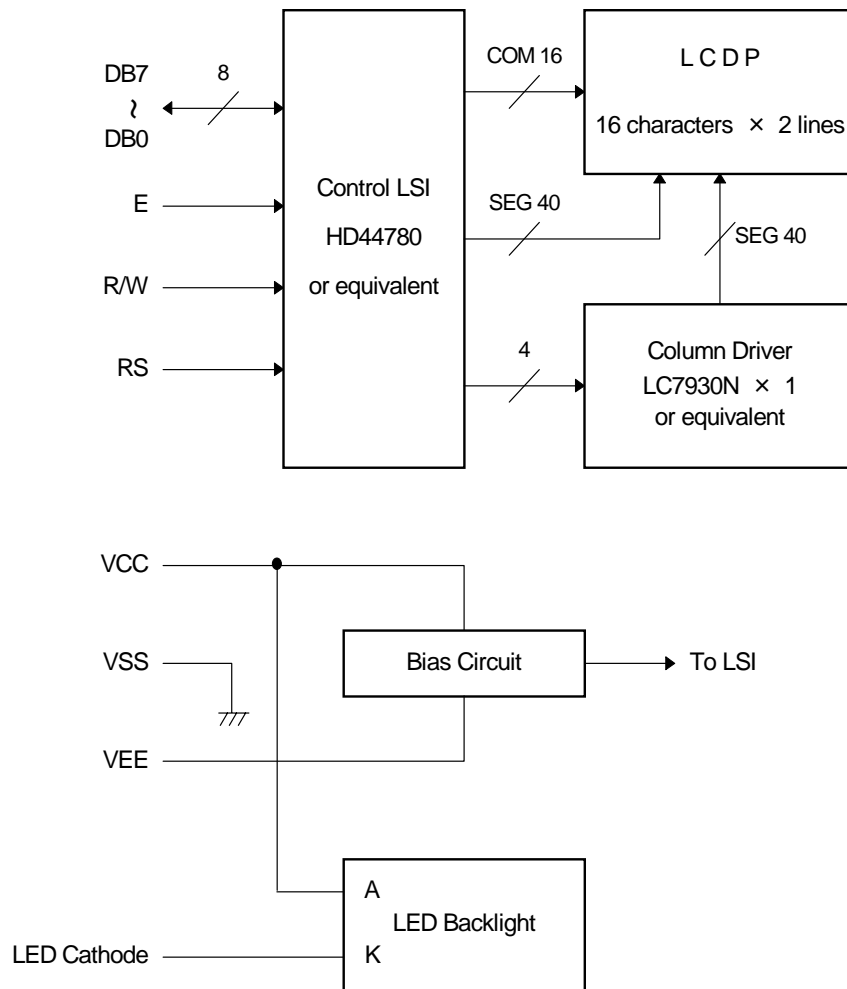 DB7
~
DB0
8
E
R/W
RS
Control LSI
HD44780
or equivalent
COM 16
SEG 40
4
L C D P
16 characters × 2 lines
SEG 40
Column Driver
LC7930N × 1
or equivalent
VCC
VSS
VEE
Bias Circuit
To LSI
A
LED Backlight
LED Cathode
K